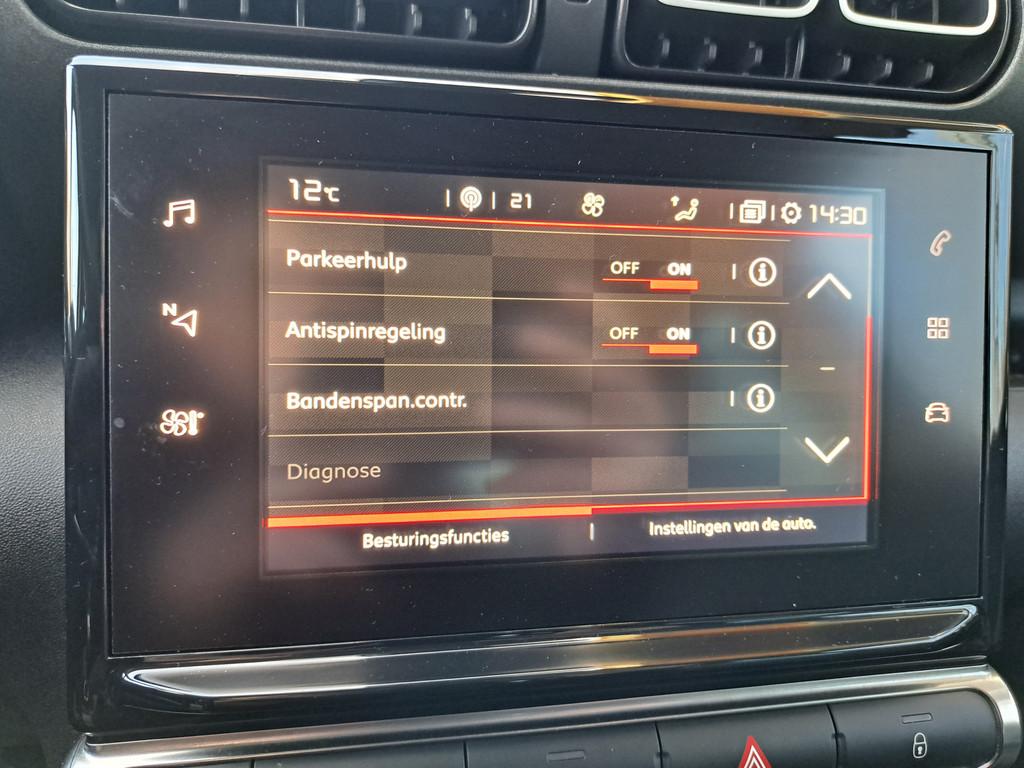 12°C 21 14:30
Parkeerhulp OFF ON
N
Antispinregeling OFF ON
Bandenspan.contr.
Diagnose
Besturingsfuncties Instellingen van de auto.